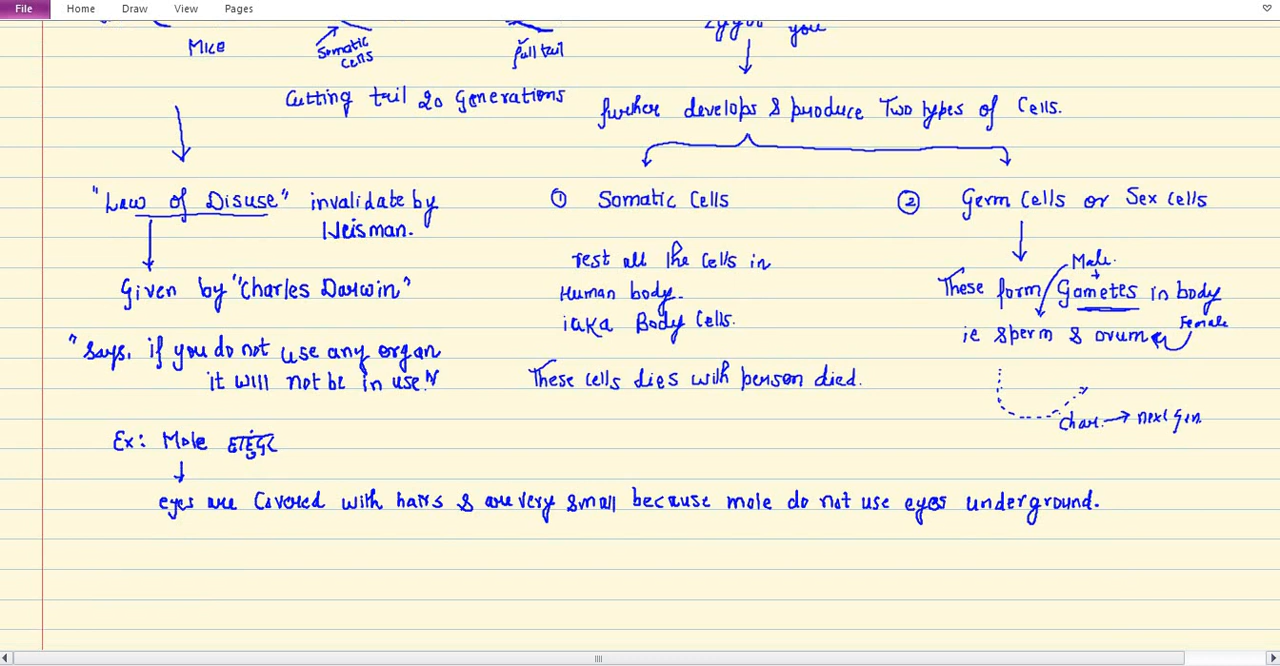 File Home Draw View Pages
you
Mice
Somatic
Cells
full tail
Cutting tail 20 Generations
further develops & produce Two types of Cells.
"Law of Disuse" invalidate by
Weisman.
Given by "Charles Darwin"
"Says, if you do not use any organ
it will not be in use."
Ex: Mole
eyes are Covered with hairs & are very Small because mole do not use eyes underground.
① Somatic Cells
rest all the cells in
Human body.
Body Cells.
These cells dies with person died.
② Germ Cells or Sex cells
Male.
These form Gametes in body
ie sperm & ovum
Female
Char. → next Gen.